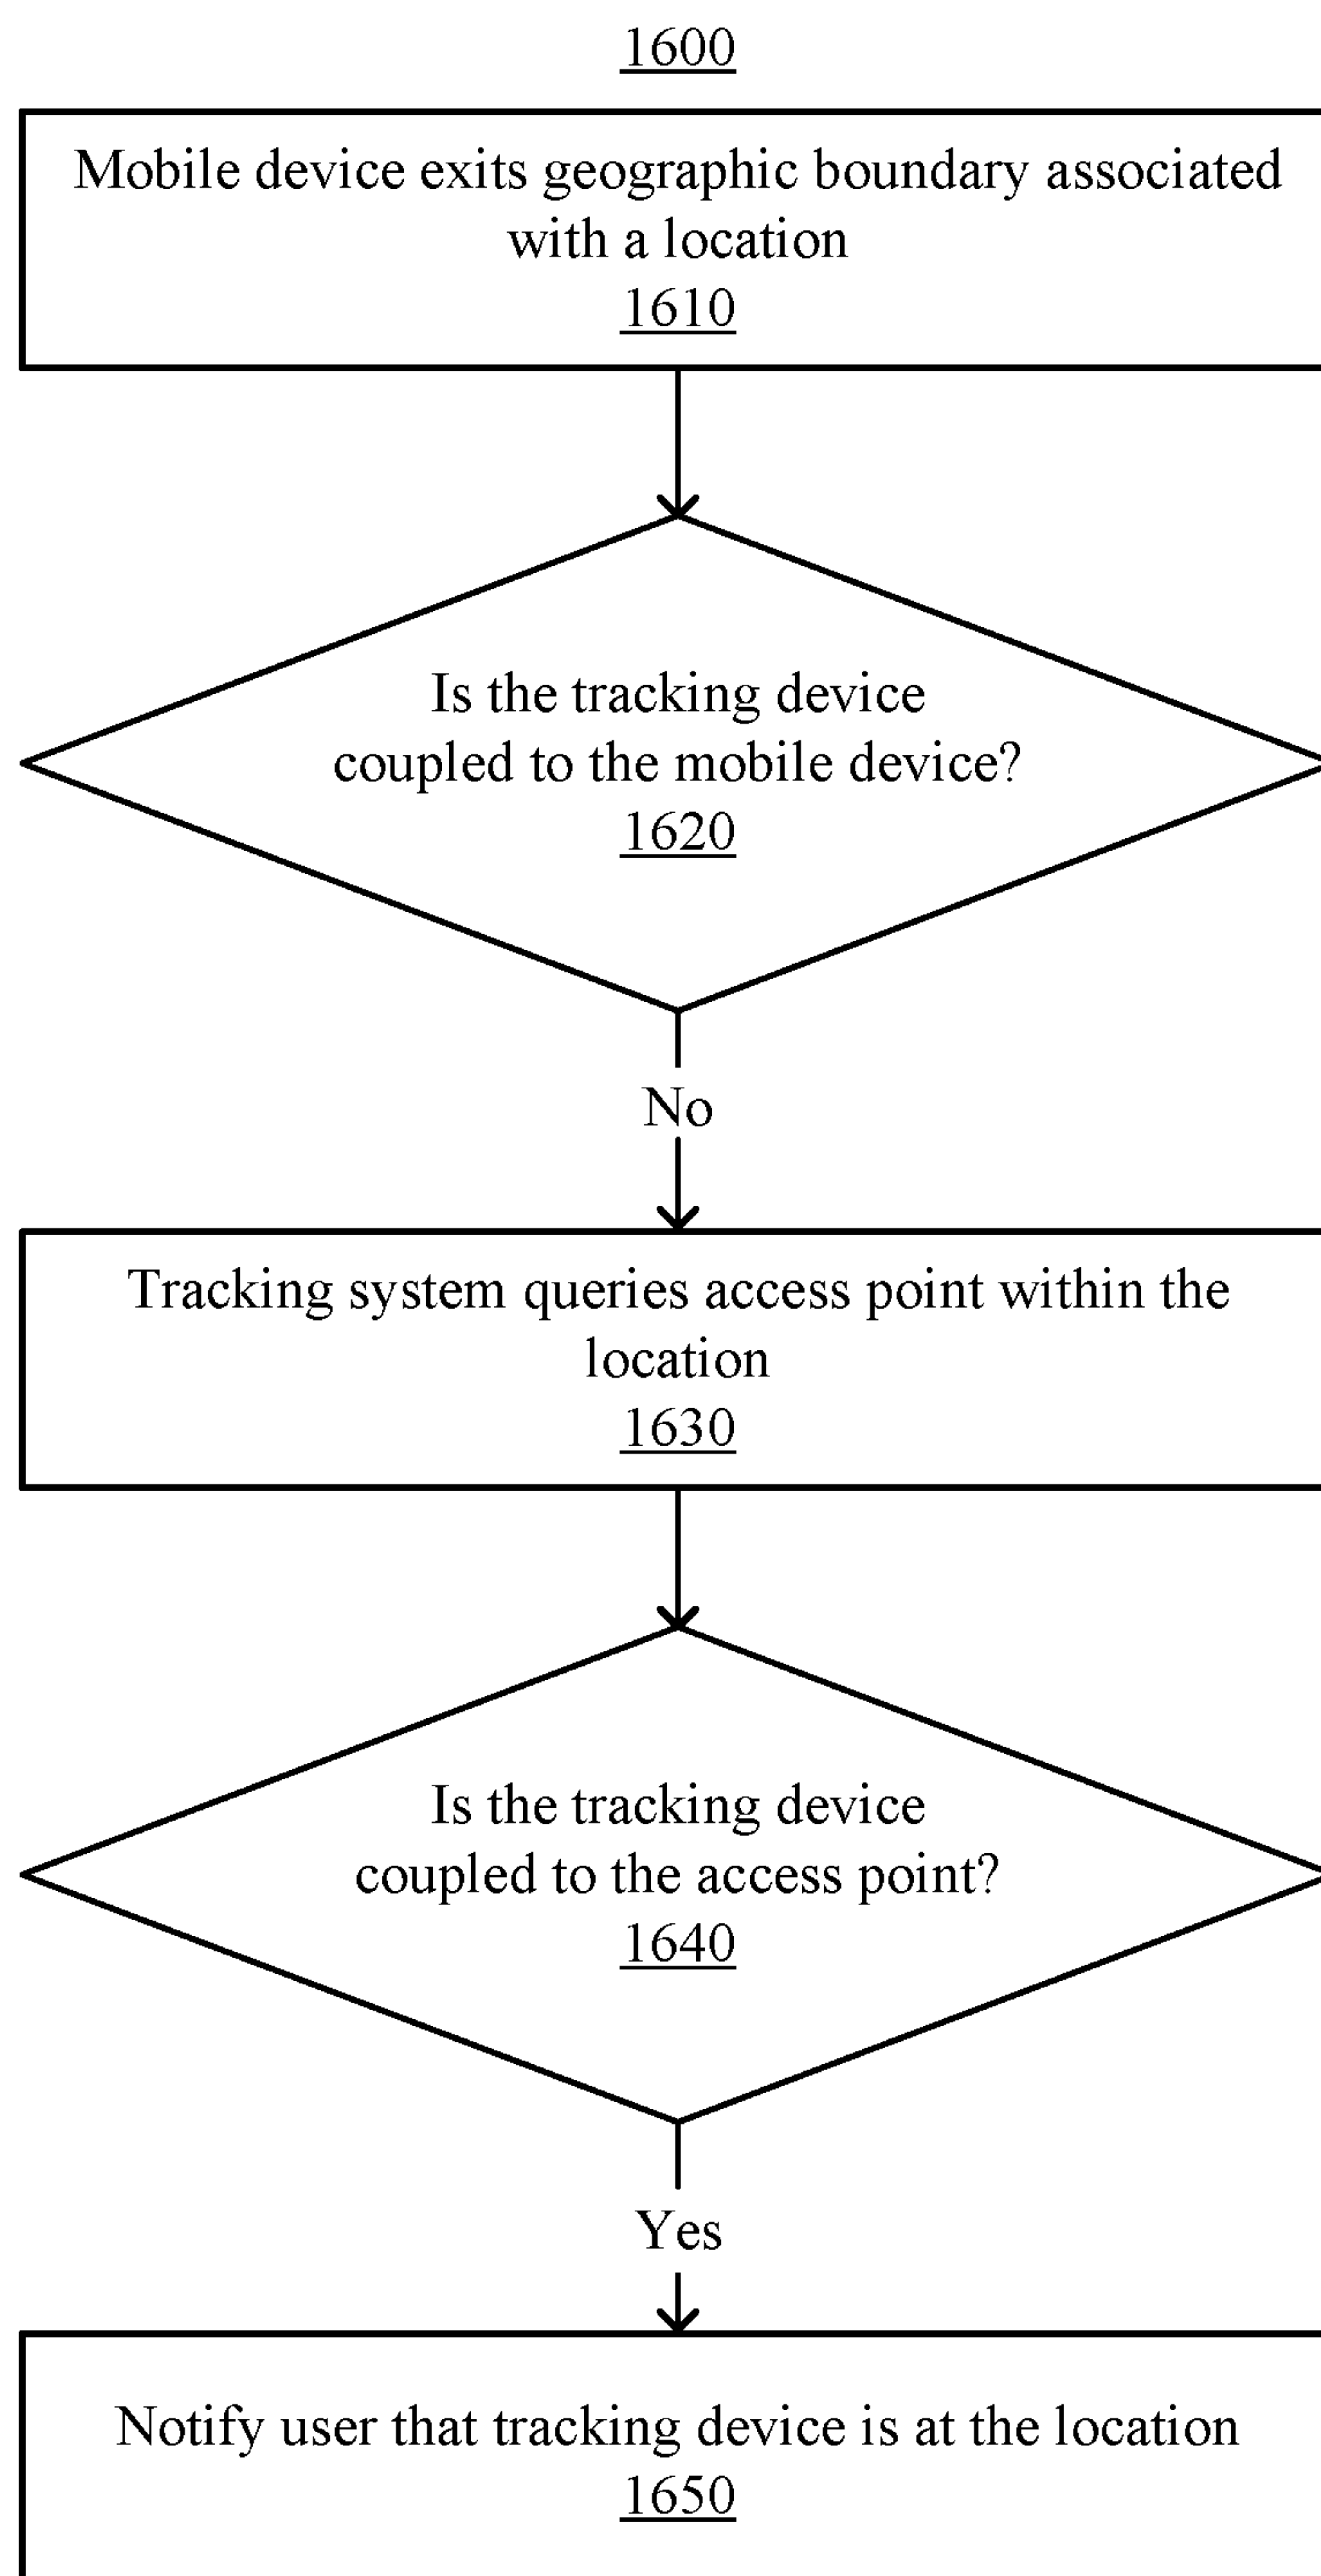 1600
Mobile device exits geographic boundary associated
with a location
1610
Is the tracking device
coupled to the mobile device?
1620
No
Tracking system queries access point within the
location
1630
Is the tracking device
coupled to the access point?
1640
Yes
Notify user that tracking device is at the location
1650